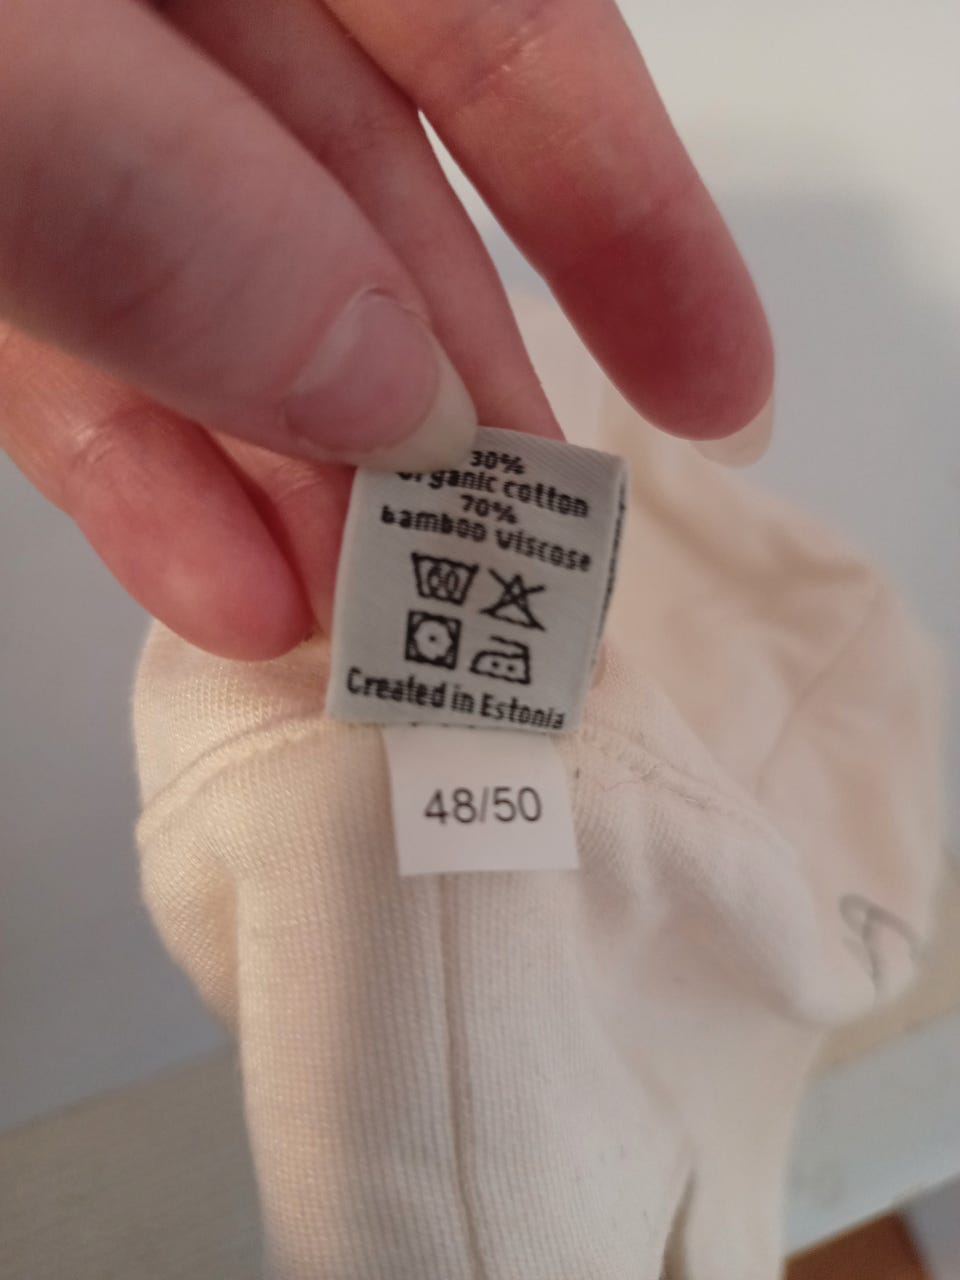 30%
organic cotton
70%
bamboo viscose
60
Created in Estonia
48/50